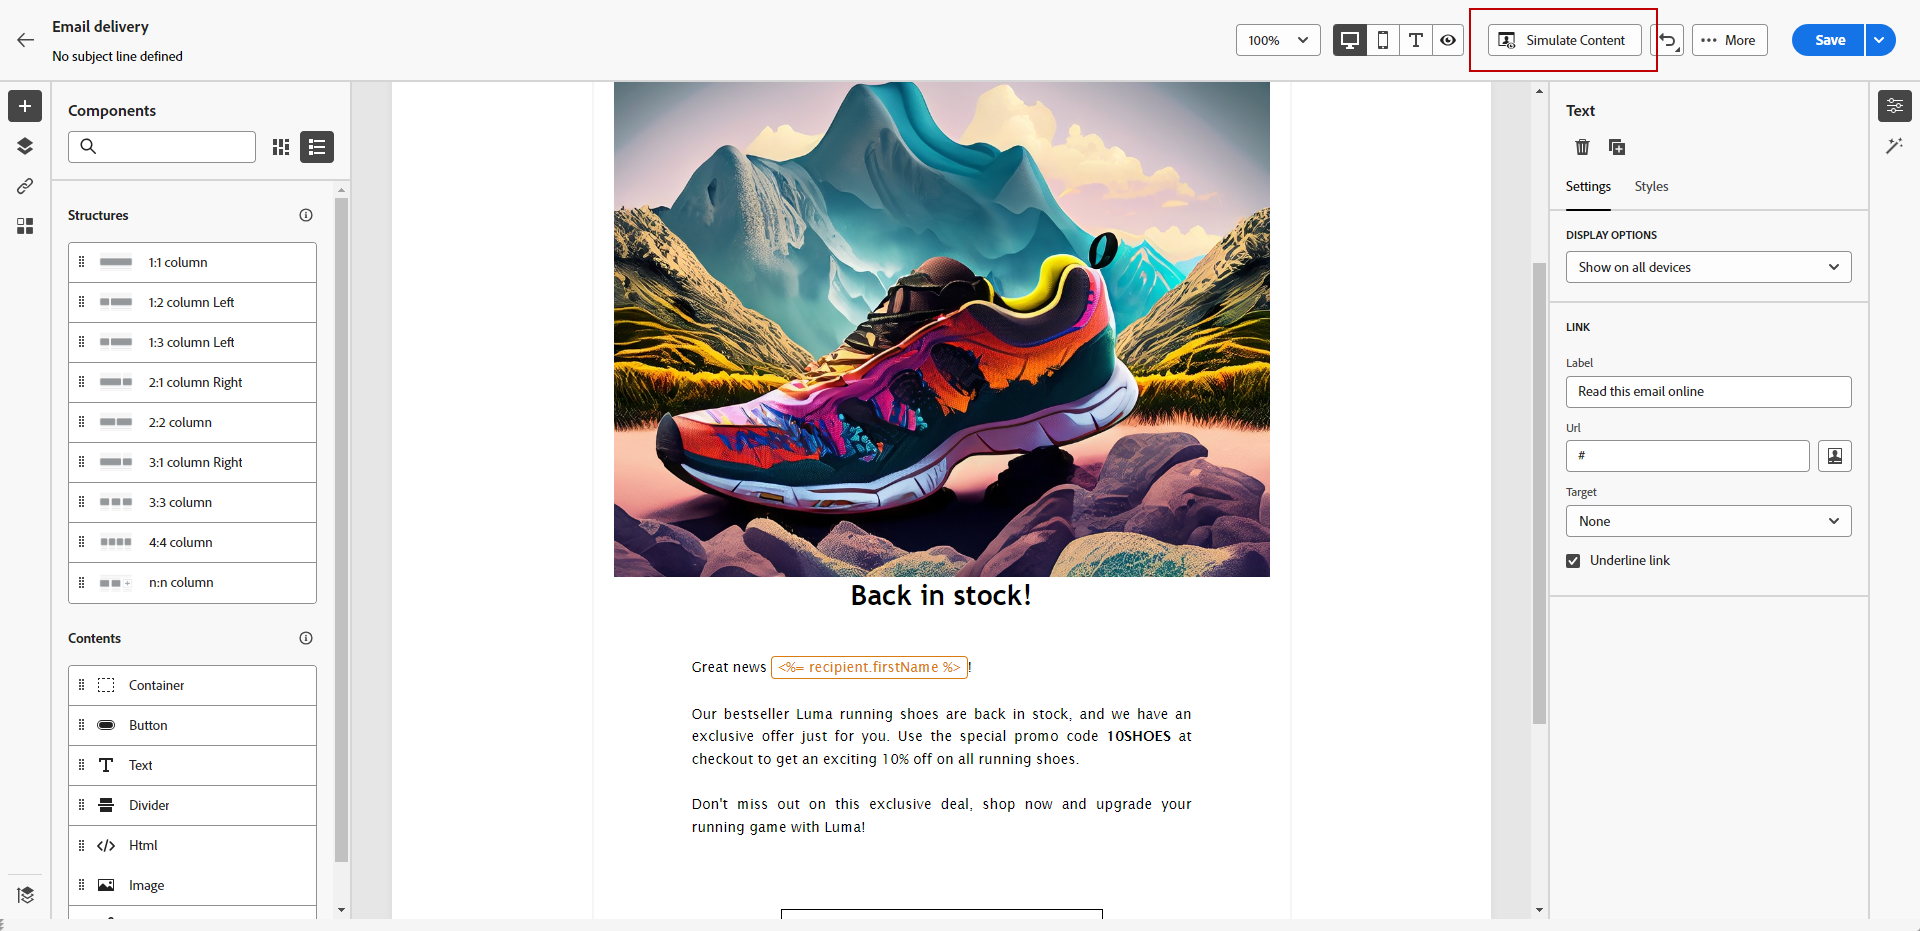 Email delivery
No subject line defined
100%
Simulate Content
More
Save
Components
Structures
1:1 column
1:2 column Left
1:3 column Left
2:1 column Right
2:2 column
3:1 column Right
3:3 column
4:4 column
n:n column
Contents
Container
Button
Text
Divider
Html
Image
Back in stock!
Great news <%= recipient.firstName %>!
Our bestseller Luma running shoes are back in stock, and we have an
exclusive offer just for you. Use the special promo code 10SHOES at
checkout to get an exciting 10% off on all running shoes.
Don't miss out on this exclusive deal, shop now and upgrade your
running game with Luma!
Text
Settings Styles
DISPLAY OPTIONS
Show on all devices
LINK
Label
Read this email online
Url
#
Target
None
Underline link